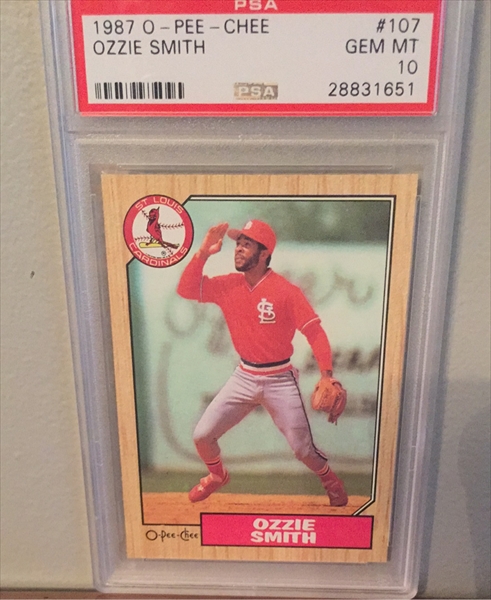 PSA
1987 O-PEE-CHEE #107
OZZIE SMITH GEM MT
10
PSA 28831651
ST. LOUIS
CARDINALS
STL
O-Pee-Chee
OZZIE
SMITH